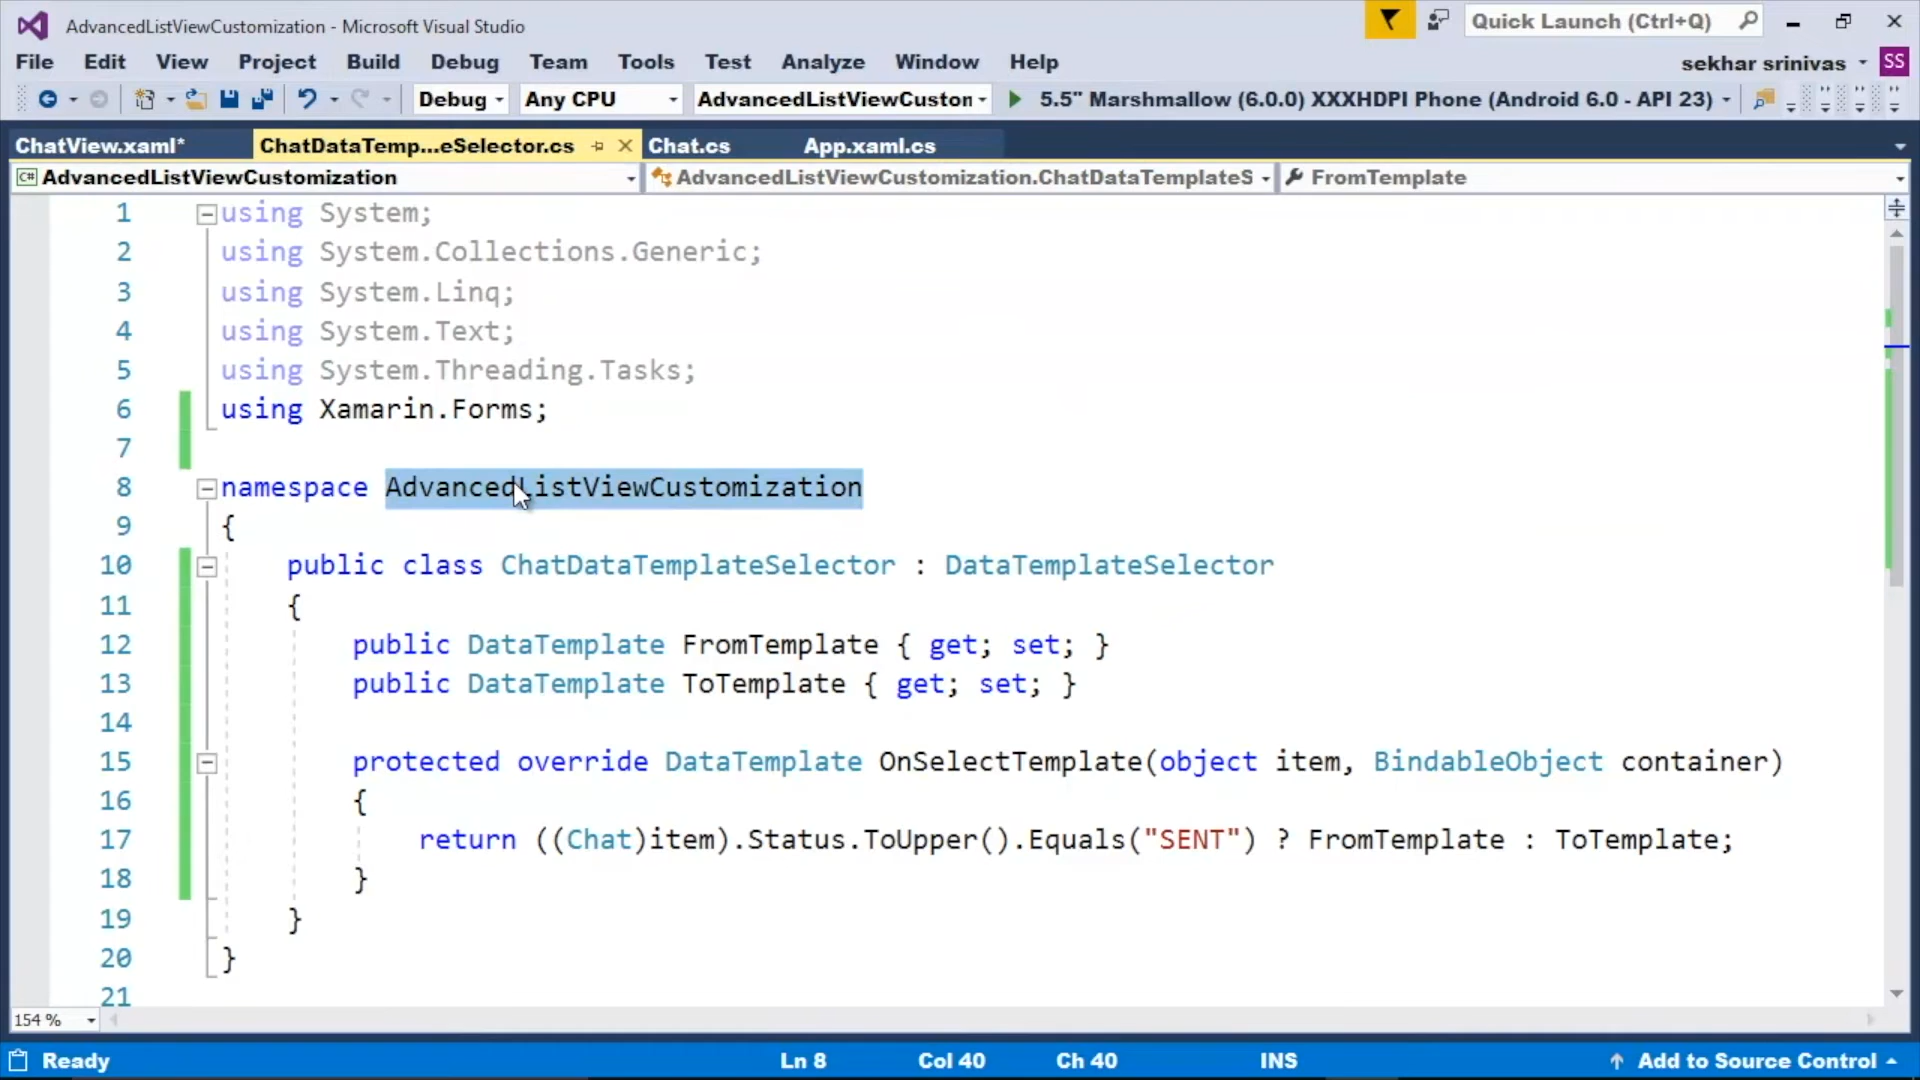 AdvancedListViewCustomization - Microsoft Visual Studio
Quick Launch (Ctrl+Q)
File Edit View Project Build Debug Team Tools Test Analyze Window Help
sekhar srinivas SS
Debug Any CPU AdvancedListViewCuston 5.5" Marshmallow (6.0.0) XXXHDPI Phone (Android 6.0 - API 23)
ChatView.xaml* ChatDataTemp...eSelector.cs Chat.cs App.xaml.cs
C# AdvancedListViewCustomization AdvancedListViewCustomization.ChatDataTemplateS FromTemplate
1 using System;
2 using System.Collections.Generic;
3 using System.Linq;
4 using System.Text;
5 using System.Threading.Tasks;
6 using Xamarin.Forms;
7
8 namespace AdvancedListViewCustomization
9 {
10 public class ChatDataTemplateSelector : DataTemplateSelector
11 {
12 public DataTemplate FromTemplate { get; set; }
13 public DataTemplate ToTemplate { get; set; }
14
15 protected override DataTemplate OnSelectTemplate(object item, BindableObject container)
16 {
17 return ((Chat)item).Status.ToUpper().Equals("SENT") ? FromTemplate : ToTemplate;
18 }
19 }
20 }
21
154 %
Ready Ln 8 Col 40 Ch 40 INS Add to Source Control